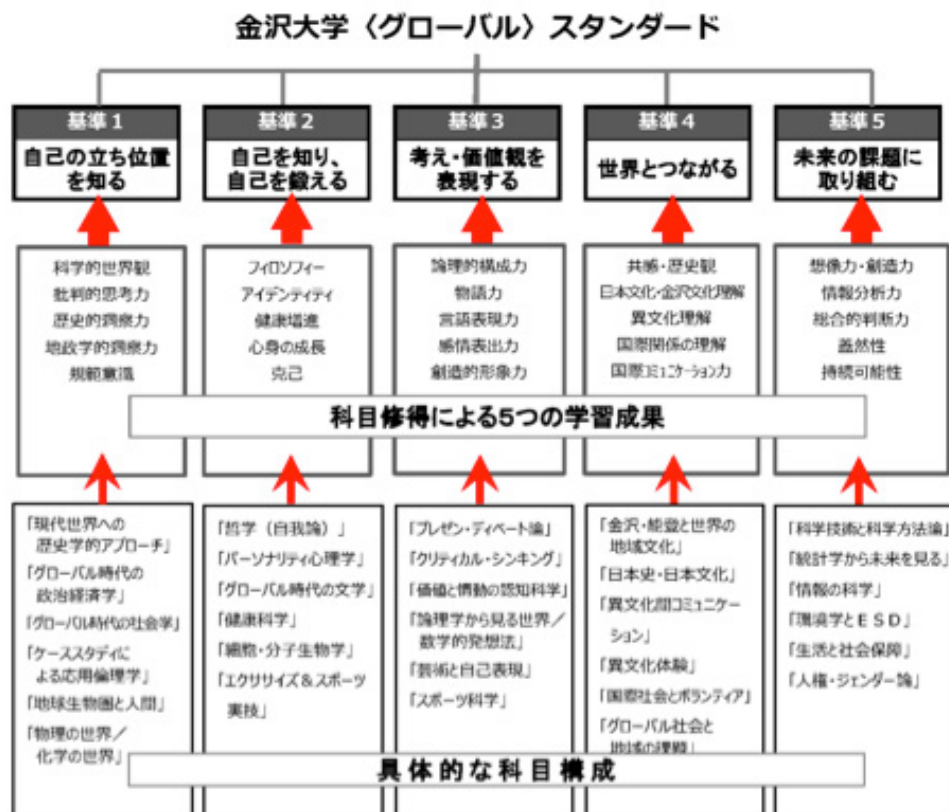 金沢大学〈グローバル〉スタンダード
基準1
自己の立ち位置
を知る
基準2
自己を知り、
自己を鍛える
基準3
考え・価値観を
表現する
基準4
世界とつながる
基準5
未来の課題に
取り組む
科学的世界観
批判的思考力
歴史的洞察力
地政学的洞察力
規範意識
フィロソフィー
アイデンティティ
健康増進
心身の成長
克己
論理的構成力
物語力
言語表現力
感情表出力
創造的形象力
共感・歴史観
日本文化・金沢文化理解
異文化理解
国際関係の理解
国際コミュニケーション力
想像力・創造力
情報分析力
総合的判断力
蓋然性
持続可能性
科目修得による5つの学習成果
「現代世界への
歴史学的アプローチ」
「グローバル時代の
政治経済学」
「グローバル時代の社会学」
「ケーススタディに
よる応用倫理学」
「地球生物圏と人間」
「物理の世界／
化学の世界」
「哲学（自我論）」
「パーソナリティ心理学」
「グローバル時代の文学」
「健康科学」
「細胞・分子生物学」
「エクササイズ＆スポーツ
実技」
「プレゼン・ディベート論」
「クリティカル・シンキング」
「価値と情動の認知科学」
「論理学から見る世界／
数学的発想法」
「芸術と自己表現」
「スポーツ科学」
「金沢・能登と世界の
地域文化」
「日本史・日本文化」
「異文化間コミュニケー
ション」
「異文化体験」
「国際社会とボランティア」
「グローバル社会と
地域の課題」
「科学技術と科学方法論」
「統計学から未来を見る」
「情報の科学」
「環境学とＥＳＤ」
「生活と社会保障」
「人権・ジェンダー論」
具体的な科目構成